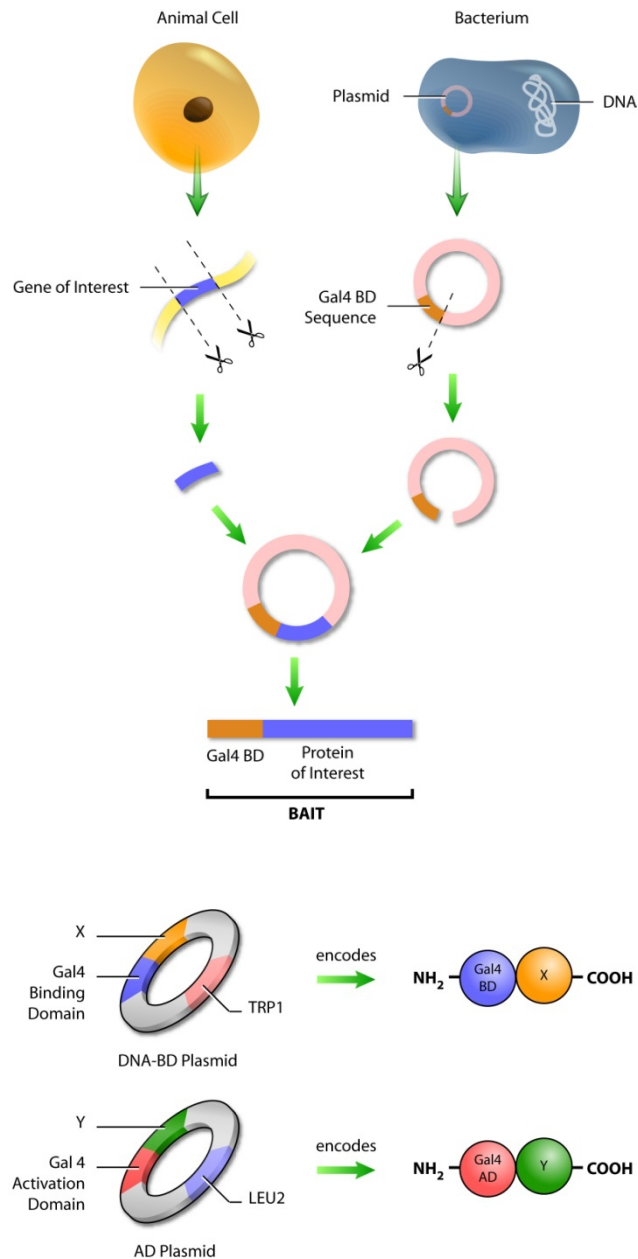 Animal Cell
Bacterium
Plasmid
DNA
Gene of Interest
Gal4 BD
Sequence
Gal4 BD
Protein
of Interest
BAIT
X
Gal4
Binding
Domain
TRP1
DNA-BD Plasmid
encodes
NH2
Gal4
BD
X
COOH
Y
Gal 4
Activation
Domain
LEU2
AD Plasmid
encodes
NH2
Gal4
AD
Y
COOH